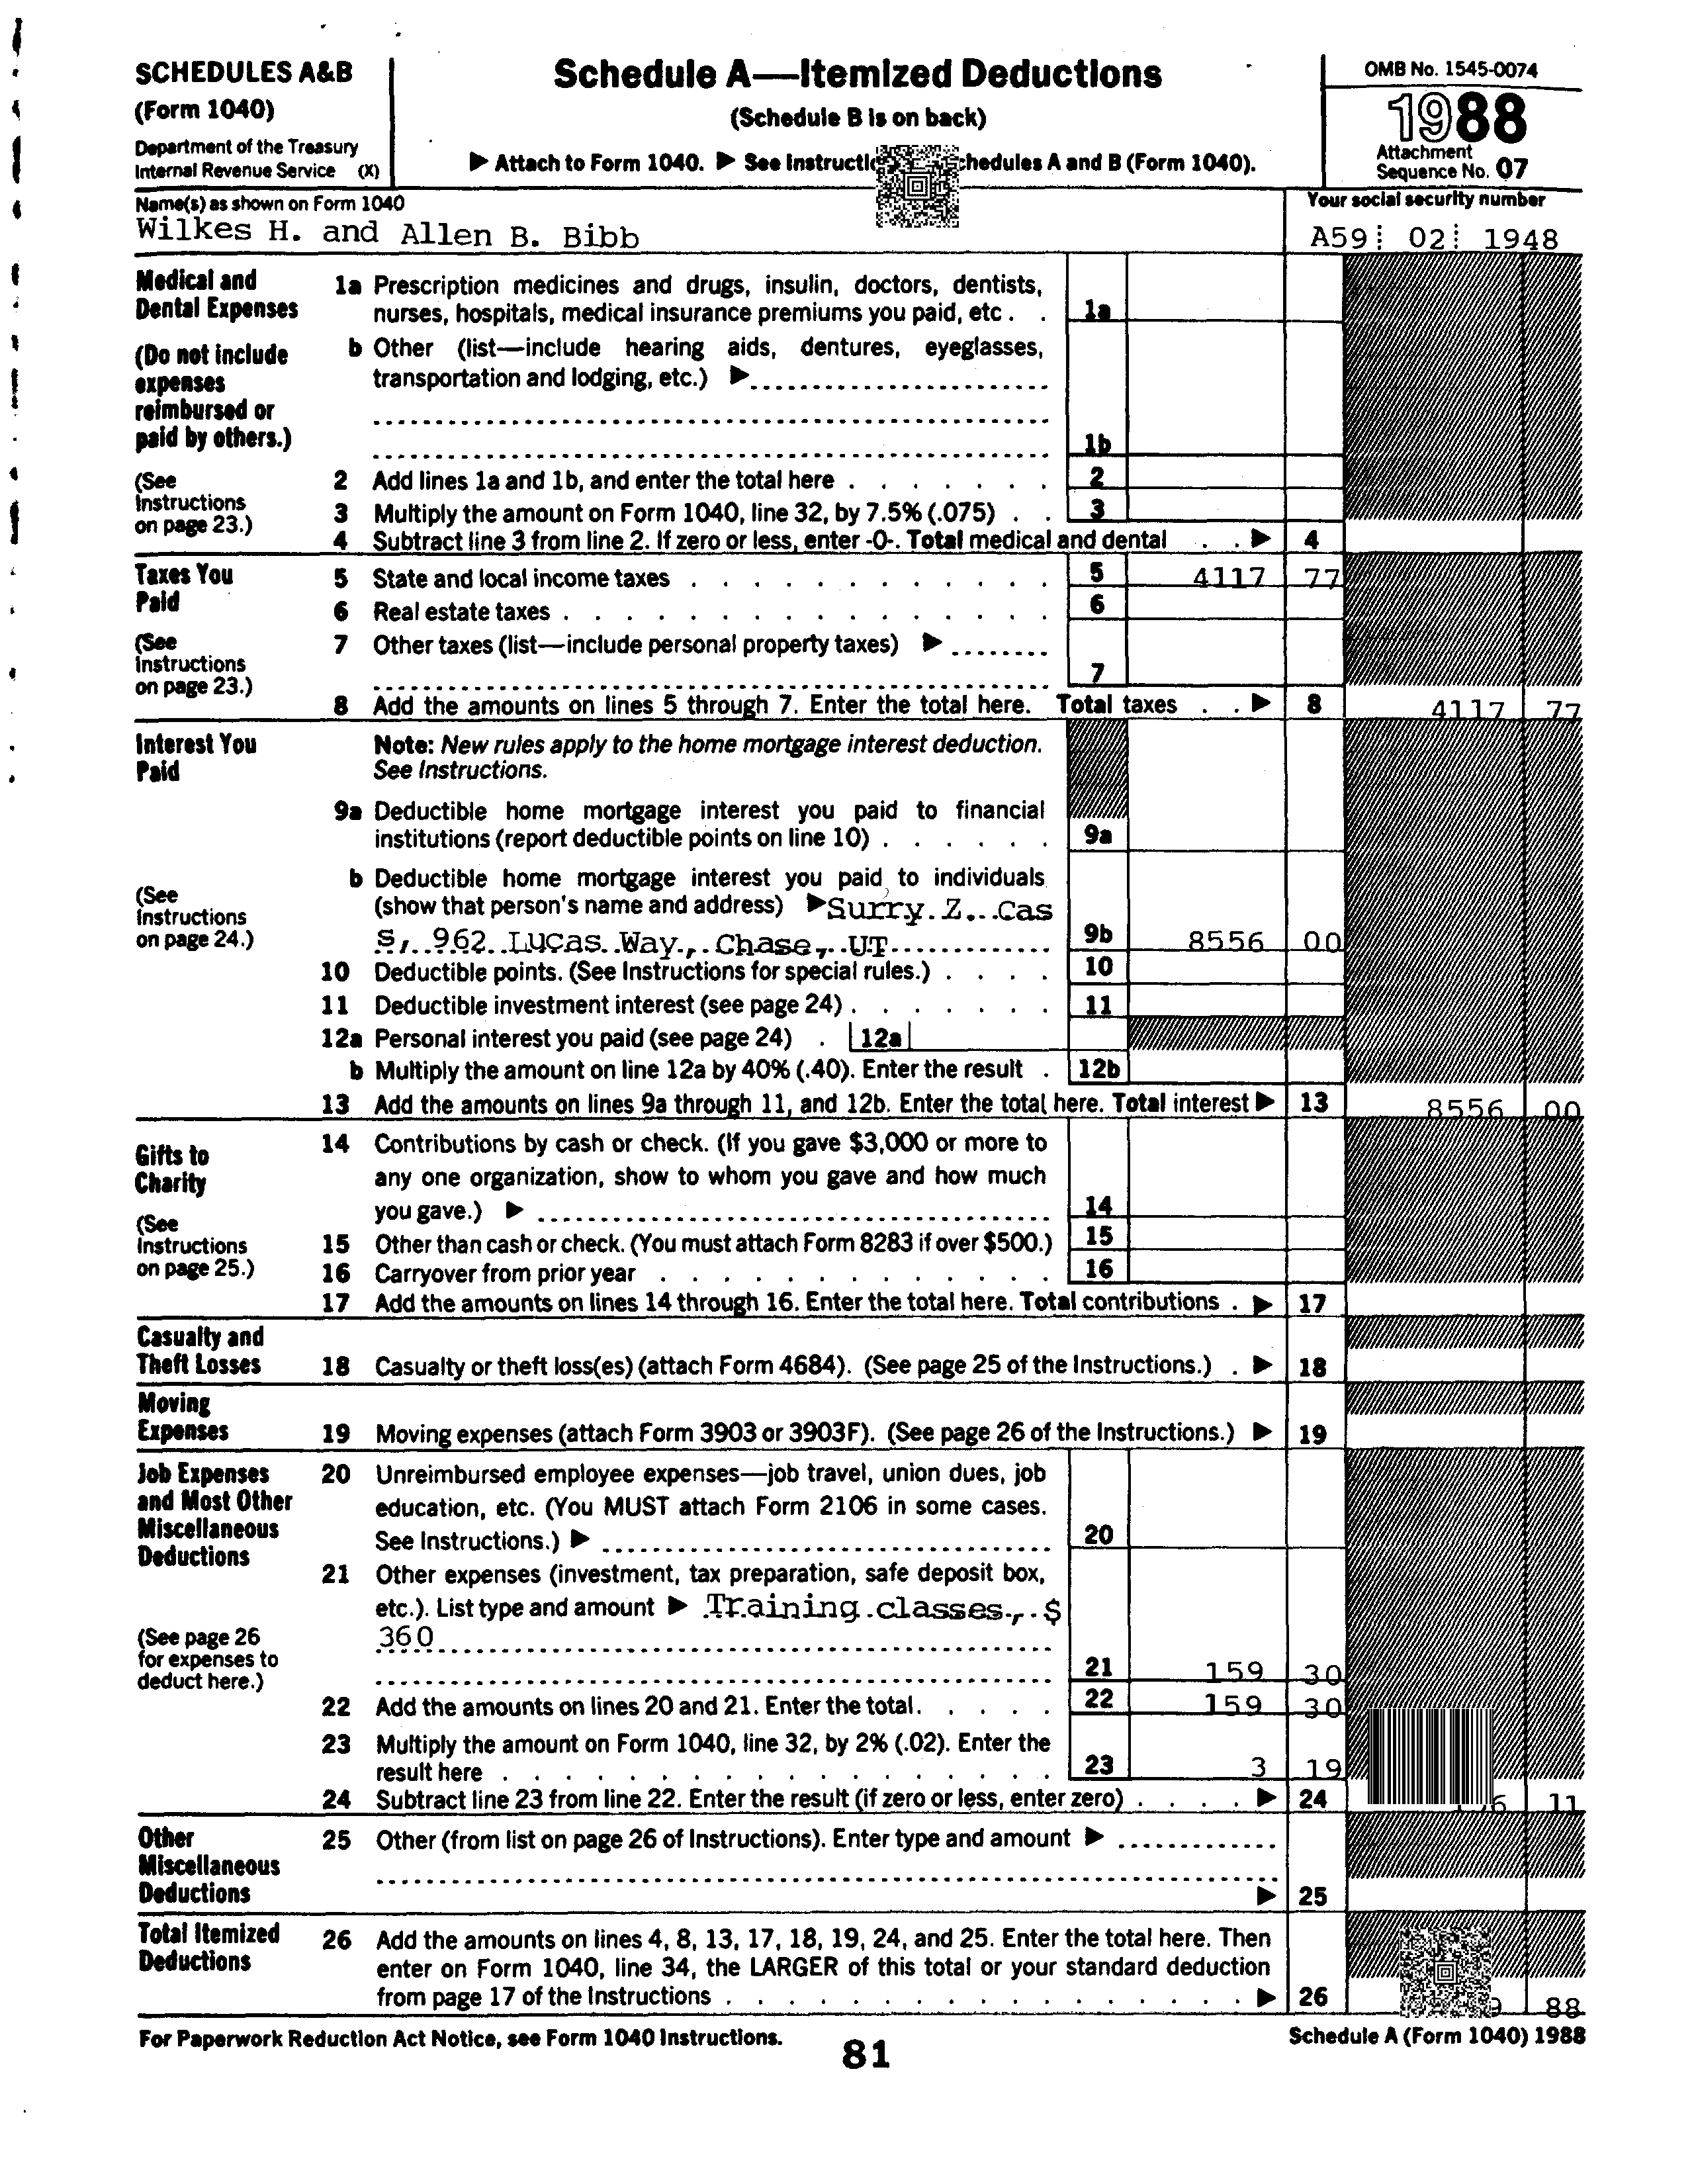 SCHEDULES A&B
(Form 1040)
Department of the Treasury
Internal Revenue Service (X)
Schedule A—Itemized Deductions
(Schedule B is on back)
▶ Attach to Form 1040. ▶ See Schedules A and B (Form 1040).
OMB No. 1545-0074
1988
Attachment
Sequence No. 07
Name(s) as shown on Form 1040
Wilkes H. and Allen B. Bibb
Your social security number
A59 02 1948
Medical and
Dental Expenses
(Do not include
expenses
reimbursed or
paid by others.)
(See
Instructions
on page 23.)
1a Prescription medicines and drugs, insulin, doctors, dentists,
nurses, hospitals, medical insurance premiums you paid, etc . . 1a
b Other (list—include hearing aids, dentures, eyeglasses,
transportation and lodging, etc.) ▶
1b
2 Add lines 1a and 1b, and enter the total here . . . . . . . 2
3 Multiply the amount on Form 1040, line 32, by 7.5% (.075) . . 3
4 Subtract line 3 from line 2. If zero or less, enter -0-. Total medical and dental . . ▶ 4
Taxes You
Paid
(See
Instructions
on page 23.)
5 State and local income taxes . . . . . . . . . . . . 5 4117 77
6 Real estate taxes . . . . . . . . . . . . . . . . 6
7 Other taxes (list—include personal property taxes) ▶
7
8 Add the amounts on lines 5 through 7. Enter the total here. Total taxes . . ▶ 8 4117 77
Interest You
Paid
(See
Instructions
on page 24.)
Note: New rules apply to the home mortgage interest deduction.
See Instructions.
9a Deductible home mortgage interest you paid to financial
institutions (report deductible points on line 10) . . . . . . 9a
b Deductible home mortgage interest you paid to individuals
(show that person's name and address) ▶ Surry Z. Cas
s, 962 Lucas Way, Chase, UT 9b 8556 00
10 Deductible points. (See Instructions for special rules.) . . . . 10
11 Deductible investment interest (see page 24) . . . . . . . 11
12a Personal interest you paid (see page 24) . 12a
b Multiply the amount on line 12a by 40% (.40). Enter the result . 12b
13 Add the amounts on lines 9a through 11, and 12b. Enter the total here. Total interest ▶ 13 8556 00
Gifts to
Charity
(See
Instructions
on page 25.)
14 Contributions by cash or check. (If you gave $3,000 or more to
any one organization, show to whom you gave and how much
you gave.) ▶ 14
15 Other than cash or check. (You must attach Form 8283 if over $500.) 15
16 Carryover from prior year . . . . . . . . . . . . . 16
17 Add the amounts on lines 14 through 16. Enter the total here. Total contributions . ▶ 17
Casualty and
Theft Losses
18 Casualty or theft loss(es) (attach Form 4684). (See page 25 of the Instructions.) . ▶ 18
Moving
Expenses
19 Moving expenses (attach Form 3903 or 3903F). (See page 26 of the Instructions.) ▶ 19
Job Expenses
and Most Other
Miscellaneous
Deductions
(See page 26
for expenses to
deduct here.)
20 Unreimbursed employee expenses—job travel, union dues, job
education, etc. (You MUST attach Form 2106 in some cases.
See Instructions.) ▶ 20
21 Other expenses (investment, tax preparation, safe deposit box,
etc.). List type and amount ▶ Training classes, $
360
21 159 30
22 Add the amounts on lines 20 and 21. Enter the total. . . . . 22 159 30
23 Multiply the amount on Form 1040, line 32, by 2% (.02). Enter the
result here . . . . . . . . . . . . . . . . . . 23 3 19
24 Subtract line 23 from line 22. Enter the result (if zero or less, enter zero) . . . . ▶ 24 11
Other
Miscellaneous
Deductions
25 Other (from list on page 26 of Instructions). Enter type and amount ▶
▶ 25
Total Itemized
Deductions
26 Add the amounts on lines 4, 8, 13, 17, 18, 19, 24, and 25. Enter the total here. Then
enter on Form 1040, line 34, the LARGER of this total or your standard deduction
from page 17 of the Instructions . . . . . . . . . . . . . . . . . ▶ 26 88
For Paperwork Reduction Act Notice, see Form 1040 Instructions.
81
Schedule A (Form 1040) 1988